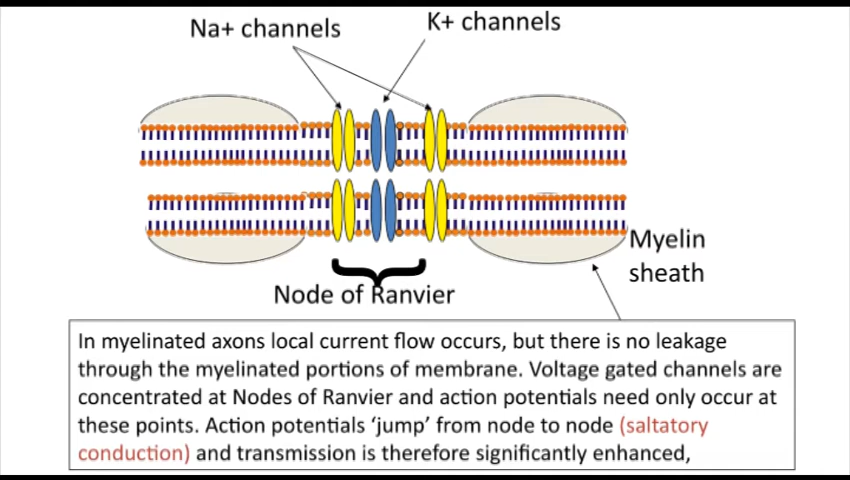 Na+ channels
K+ channels
Myelin
sheath
Node of Ranvier
In myelinated axons local current flow occurs, but there is no leakage
through the myelinated portions of membrane. Voltage gated channels are
concentrated at Nodes of Ranvier and action potentials need only occur at
these points. Action potentials ‘jump’ from node to node (saltatory
conduction) and transmission is therefore significantly enhanced,